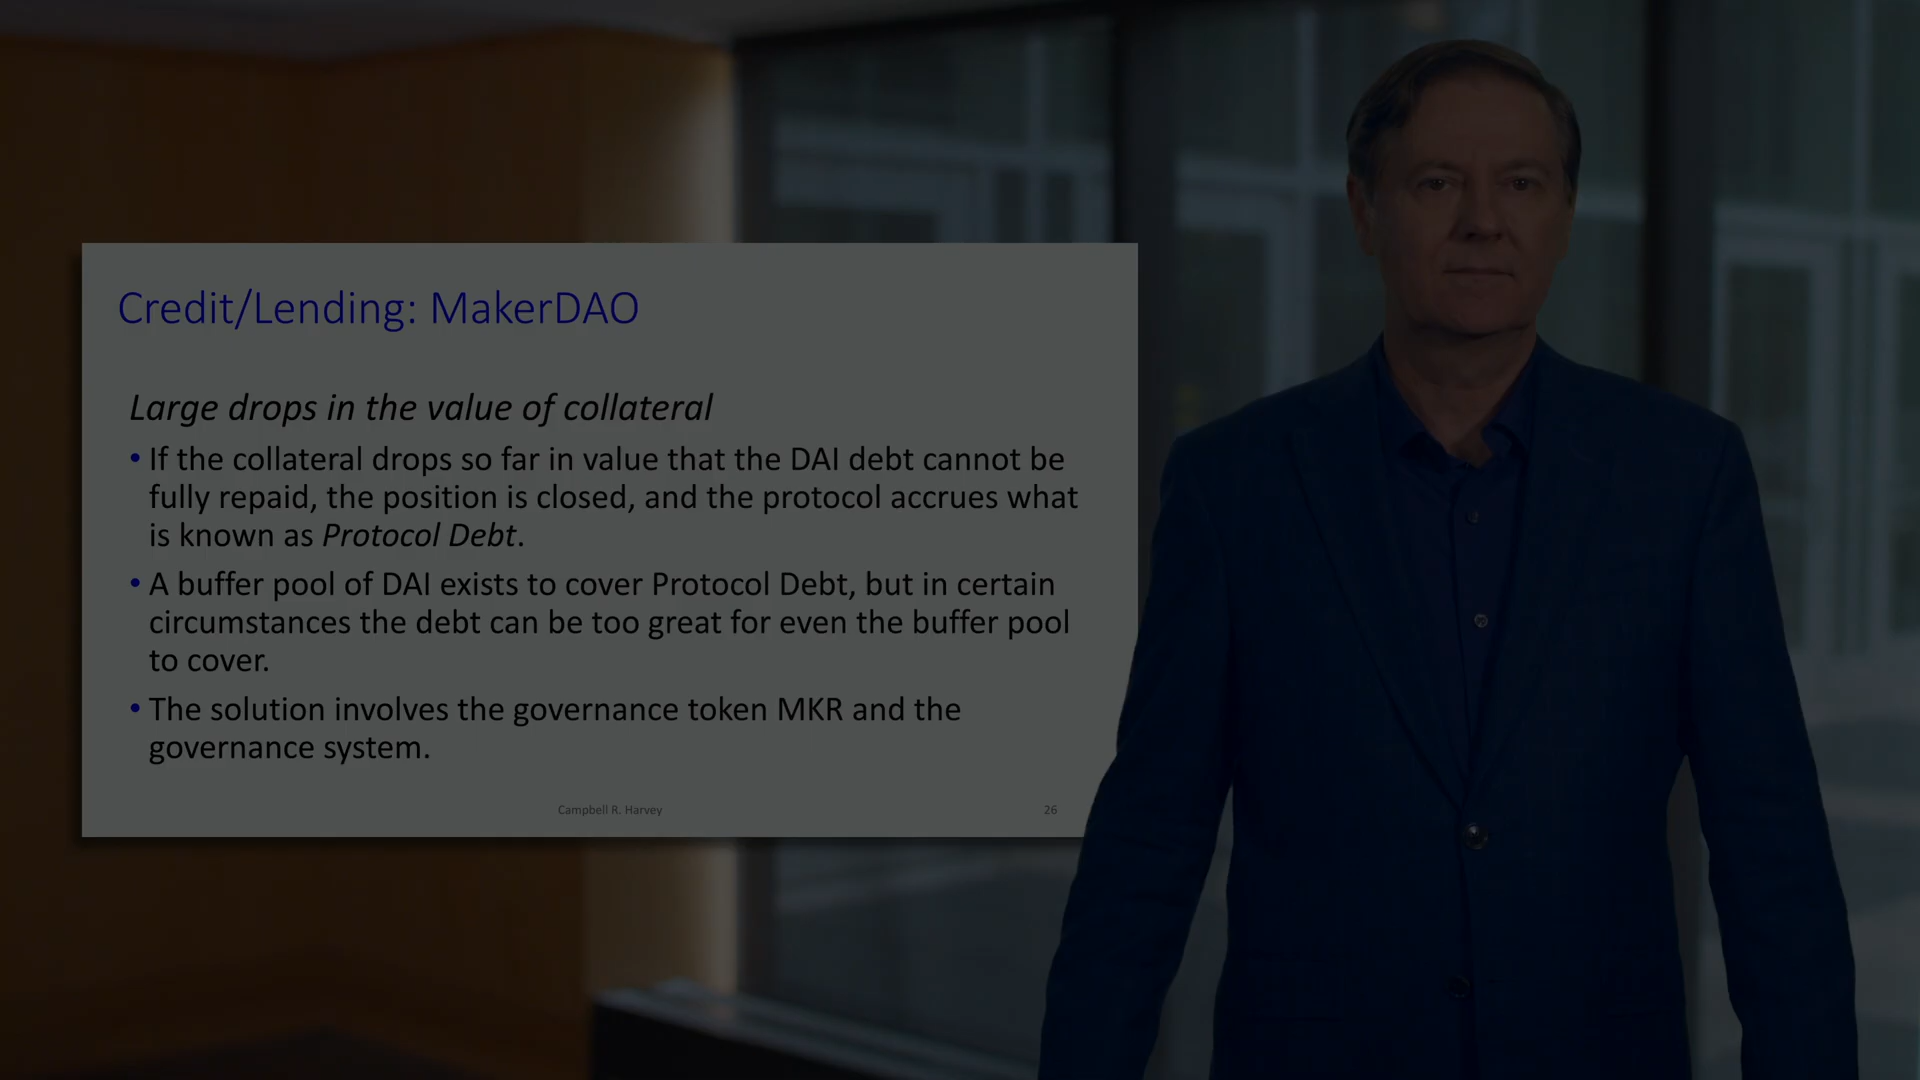 Credit/Lending: MakerDAO
Large drops in the value of collateral
• If the collateral drops so far in value that the DAI debt cannot be
fully repaid, the position is closed, and the protocol accrues what
is known as Protocol Debt.
• A buffer pool of DAI exists to cover Protocol Debt, but in certain
circumstances the debt can be too great for even the buffer pool
to cover.
• The solution involves the governance token MKR and the
governance system.
Campbell R. Harvey
26